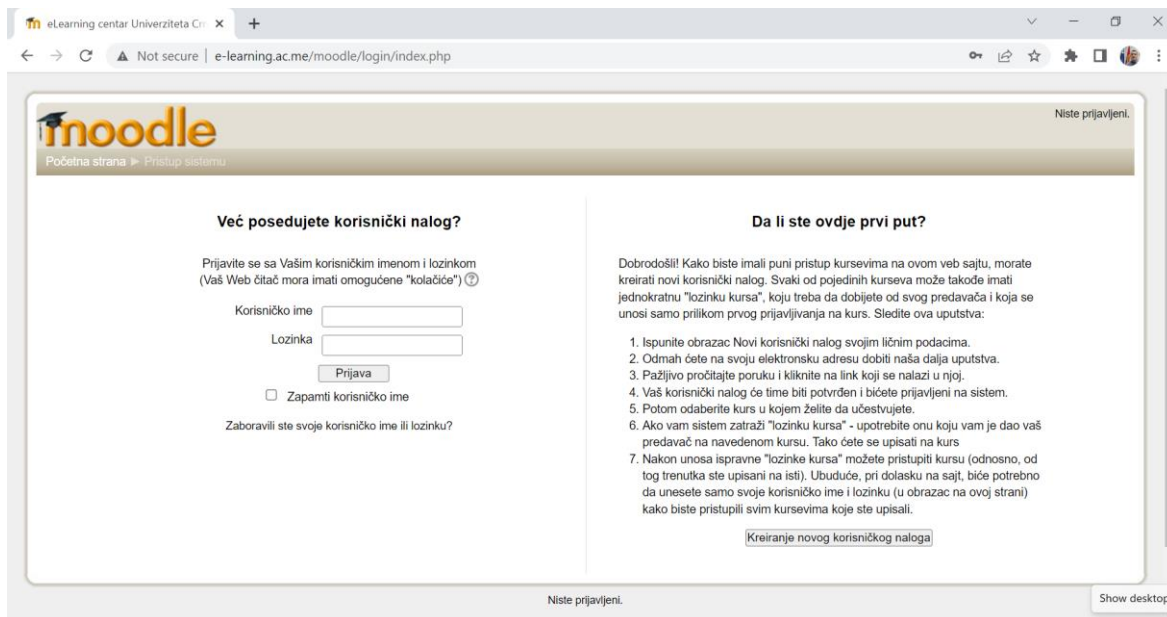 eLearning centar Univerziteta Cr
Not secure | e-learning.ac.me/moodle/login/index.php
moodle
Niste prijavljeni.
Početna strana ► Pristup sistemu
Već posedujete korisnički nalog?
Prijavite se sa Vašim korisničkim imenom i lozinkom
(Vaš Web čitač mora imati omogućene "kolačiće") ?
Korisničko ime
Lozinka
Prijava
Zapamti korisničko ime
Zaboravili ste svoje korisničko ime ili lozinku?
Da li ste ovdje prvi put?
Dobrodošli! Kako biste imali puni pristup kursevima na ovom veb sajtu, morate
kreirati novi korisnički nalog. Svaki od pojedinih kurseva može takođe imati
jednokratnu "lozinku kursa", koju treba da dobijete od svog predavača i koja se
unosi samo prilikom prvog prijavljivanja na kurs. Sledite ova uputstva:
1. Ispunite obrazac Novi korisnički nalog svojim ličnim podacima.
2. Odmah ćete na svoju elektronsku adresu dobiti naša dalja uputstva.
3. Pažljivo pročitajte poruku i kliknite na link koji se nalazi u njoj.
4. Vaš korisnički nalog će time biti potvrđen i bićete prijavljeni na sistem.
5. Potom odaberite kurs u kojem želite da učestvujete.
6. Ako vam sistem zatraži "lozinku kursa" - upotrebite onu koju vam je dao vaš
predavač na navedenom kursu. Tako ćete se upisati na kurs
7. Nakon unosa ispravne "lozinke kursa" možete pristupiti kursu (odnosno, od
tog trenutka ste upisani na isti). Ubuduće, pri dolasku na sajt, biće potrebno
da unesete samo svoje korisničko ime i lozinku (u obrazac na ovoj strani)
kako biste pristupili svim kursevima koje ste upisali.
Kreiranje novog korisničkog naloga
Niste prijavljeni.
Show desktop